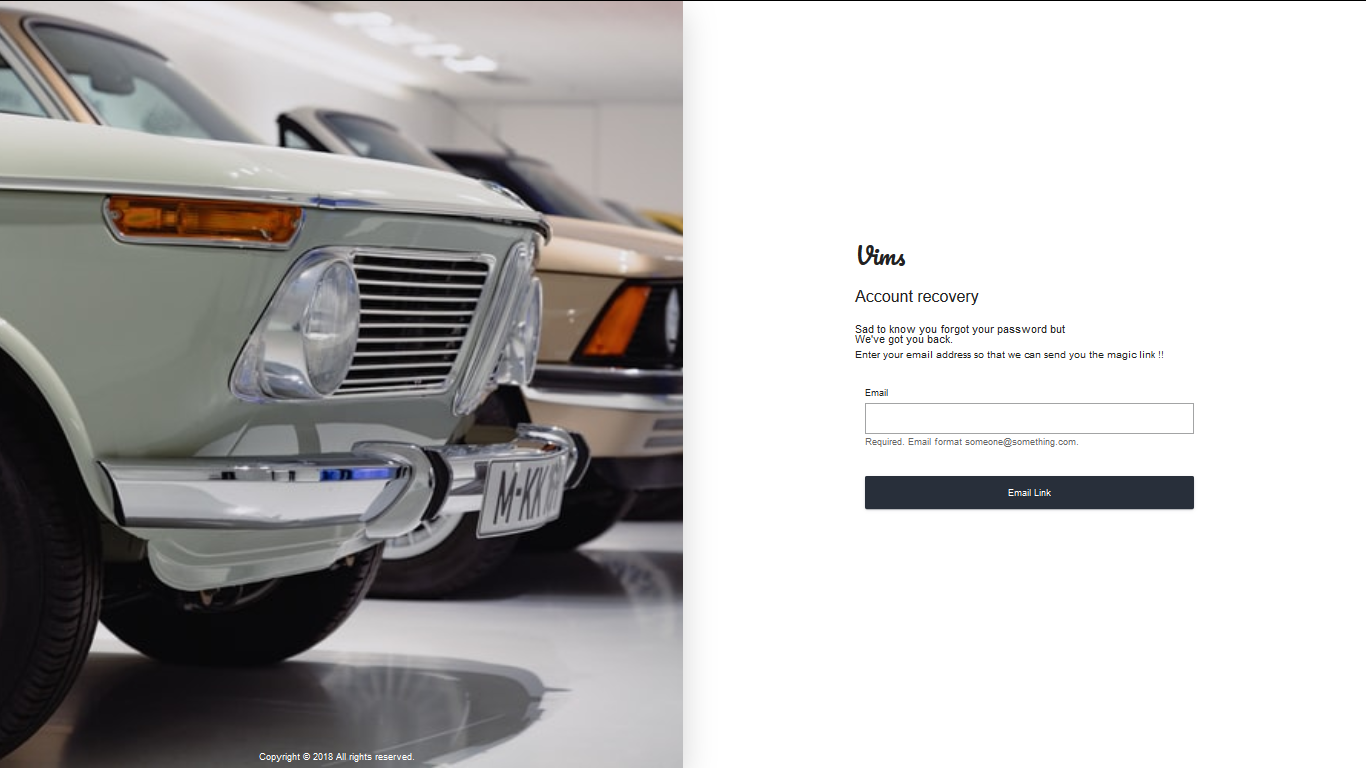 Vims
Account recovery
Sad to know you forgot your password but
We've got you back.
Enter your email address so that we can send you the magic link !!
Email
Required. Email format someone@something.com.
Email Link
M-KK
Copyright © 2018 All rights reserved.